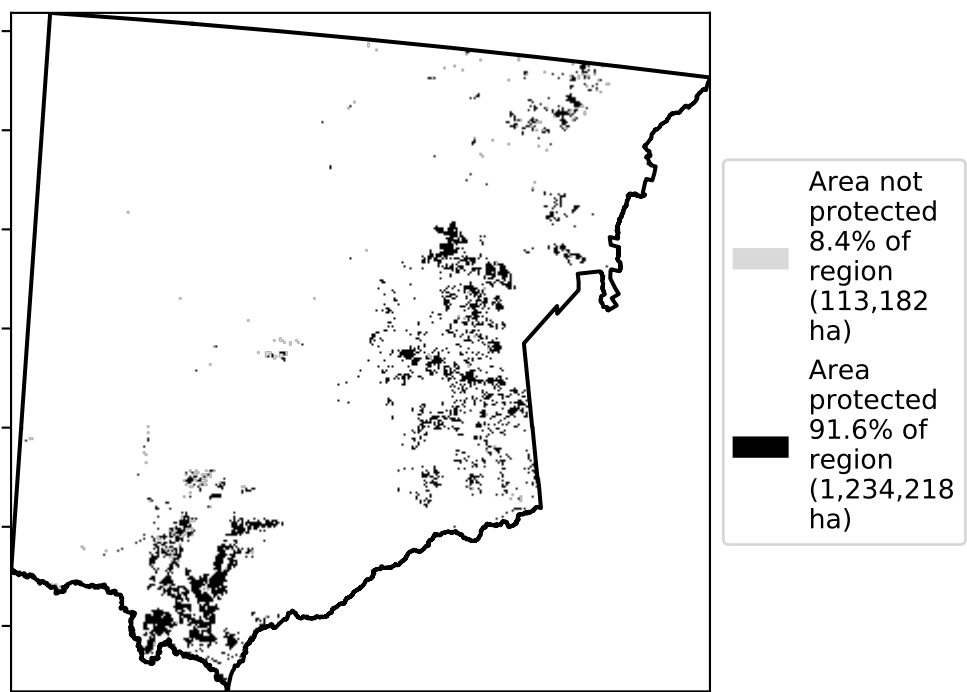 Area not
protected
8.4% of
region
(113,182
ha)
Area
protected
91.6% of
region
(1,234,218
ha)